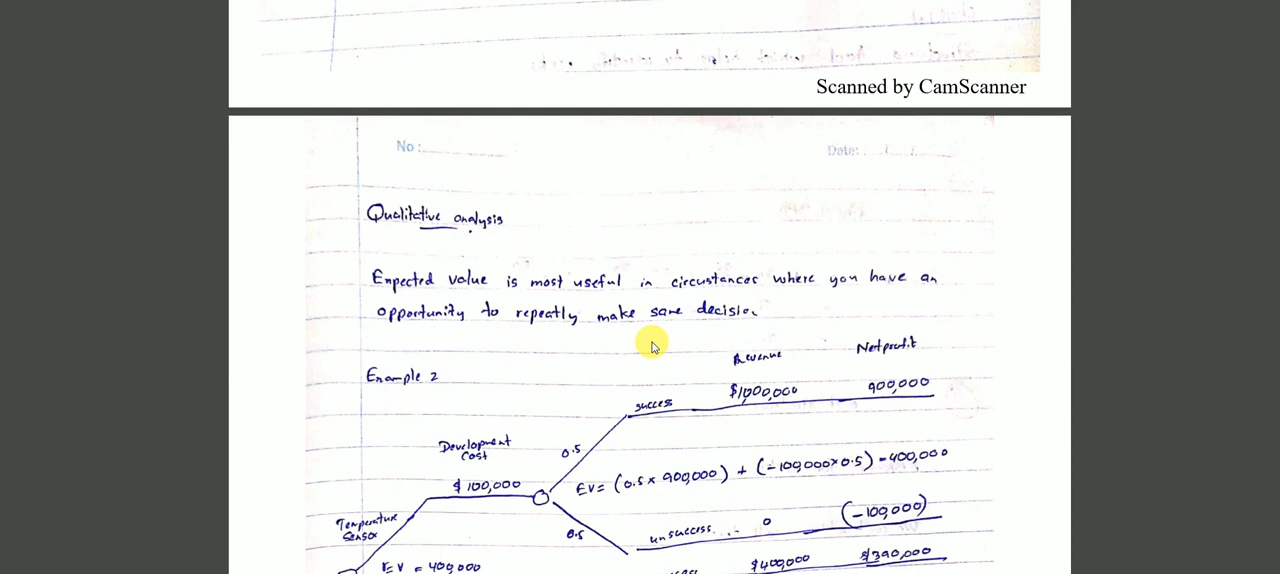 Scanned by CamScanner
No:
Date:
Qualitative analysis
Expected value is most useful in circustances where you have an
opportunity to repeatly make same decision
Revenue Net profit
Example 2
$1,000,000 900,000
success
Development
Cost
0.5
$ 100,000
EV = (0.5 x 900,000) + (-100,000 x 0.5) = 400,000
Temperature
Sensor
0.5
unsuccess 0 (-100,000)
EV = 400,000
$400,000 $390,000